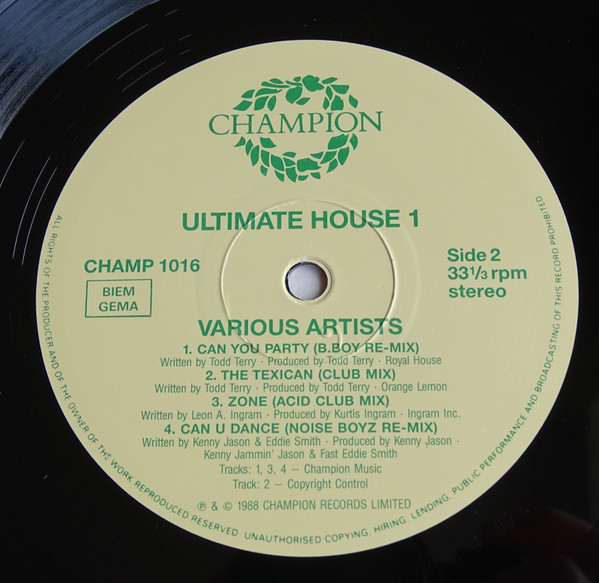 CHAMPION
ULTIMATE HOUSE 1
CHAMP 1016
BIEM
GEMA
Side 2
33 1/3 rpm
stereo
VARIOUS ARTISTS
1. CAN YOU PARTY (B.BOY RE-MIX)
Written by Todd Terry · Produced by Todd Terry · Royal House
2. THE TEXICAN (CLUB MIX)
Written by Todd Terry · Produced by Todd Terry · Orange Lemon
3. ZONE (ACID CLUB MIX)
Written by Leon A. Ingram · Produced by Kurtis Ingram · Ingram Inc.
4. CAN U DANCE (NOISE BOYZ RE-MIX)
Written by Kenny Jason & Eddie Smith · Produced by Kenny Jason ·
Kenny Jammin' Jason & Fast Eddie Smith
Tracks: 1, 3, 4 – Champion Music
Track: 2 – Copyright Control
℗ & © 1988 CHAMPION RECORDS LIMITED
ALL RIGHTS OF THE PRODUCER AND OF THE OWNER OF THE WORK REPRODUCED RESERVED UNAUTHORISED COPYING, HIRING, LENDING, PUBLIC PERFORMANCE AND BROADCASTING OF THIS RECORD PROHIBITED